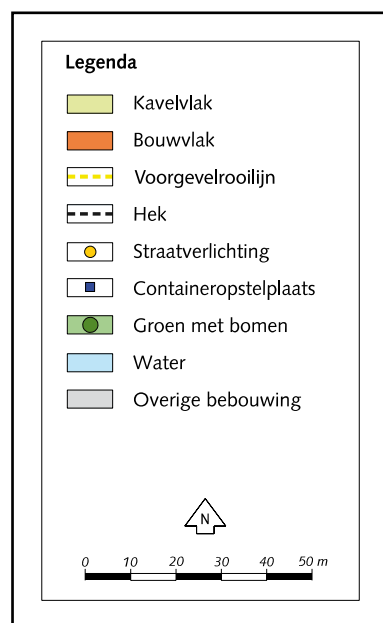 Legenda
Kavelvlak
Bouwvlak
Voorgevelrooilijn
Hek
Straatverlichting
Containeropstelplaats
Groen met bomen
Water
Overige bebouwing
N
0 10 20 30 40 50 m